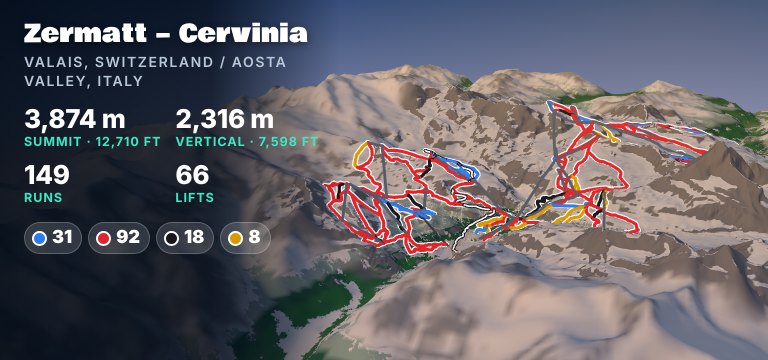 Zermatt – Cervinia
VALAIS, SWITZERLAND / AOSTA
VALLEY, ITALY
3,874 m 2,316 m
SUMMIT · 12,710 FT VERTICAL · 7,598 FT
149 66
RUNS LIFTS
31 92 18 8